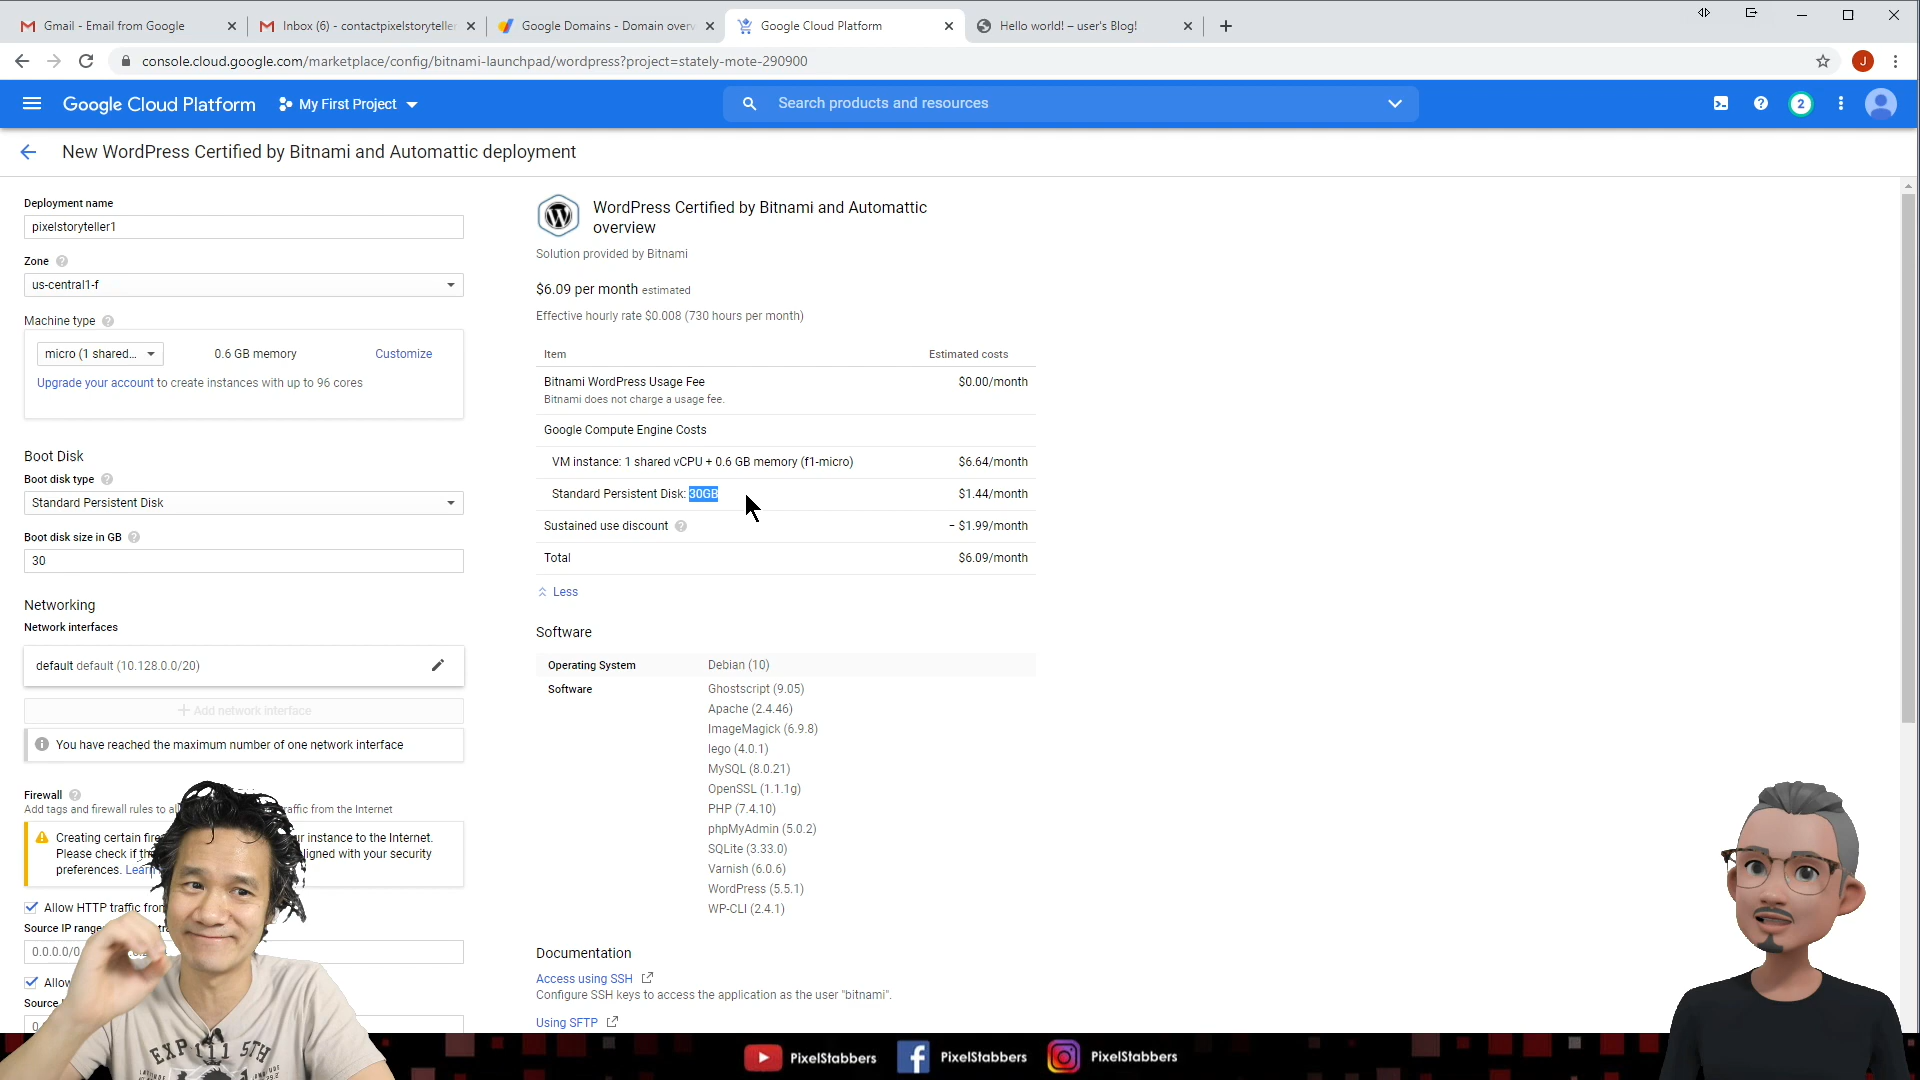 Gmail - Email from Google
Inbox (6) - contactpixelstoryteller
Google Domains - Domain over
Google Cloud Platform
Hello world! – user's Blog!
console.cloud.google.com/marketplace/config/bitnami-launchpad/wordpress?project=stately-mote-290900
J
Google Cloud Platform
My First Project
Search products and resources
2
New WordPress Certified by Bitnami and Automattic deployment
Deployment name
pixelstoryteller1
Zone
us-central1-f
Machine type
micro (1 shared...
0.6 GB memory
Customize
Upgrade your account to create instances with up to 96 cores
Boot Disk
Boot disk type
Standard Persistent Disk
Boot disk size in GB
30
Networking
Network interfaces
default default (10.128.0.0/20)
+ Add network interface
You have reached the maximum number of one network interface
Firewall
Add tags and firewall rules to al
raffic from the Internet
Creating certain fire
ur instance to the Internet.
Please check if th
ligned with your security
preferences. Learn
Allow HTTP traffic from
Source IP range
0.0.0.0/0
Allow
Source
WordPress Certified by Bitnami and Automattic
overview
Solution provided by Bitnami
$6.09 per month estimated
Effective hourly rate $0.008 (730 hours per month)
Item
Estimated costs
Bitnami WordPress Usage Fee
$0.00/month
Bitnami does not charge a usage fee.
Google Compute Engine Costs
VM instance: 1 shared vCPU + 0.6 GB memory (f1-micro)
$6.64/month
Standard Persistent Disk: 30GB
$1.44/month
Sustained use discount
- $1.99/month
Total
$6.09/month
Less
Software
Operating System
Debian (10)
Software
Ghostscript (9.05)
Apache (2.4.46)
ImageMagick (6.9.8)
lego (4.0.1)
MySQL (8.0.21)
OpenSSL (1.1.1g)
PHP (7.4.10)
phpMyAdmin (5.0.2)
SQLite (3.33.0)
Varnish (6.0.6)
WordPress (5.5.1)
WP-CLI (2.4.1)
Documentation
Access using SSH
Configure SSH keys to access the application as the user "bitnami".
Using SFTP
PixelStabbers
PixelStabbers
PixelStabbers